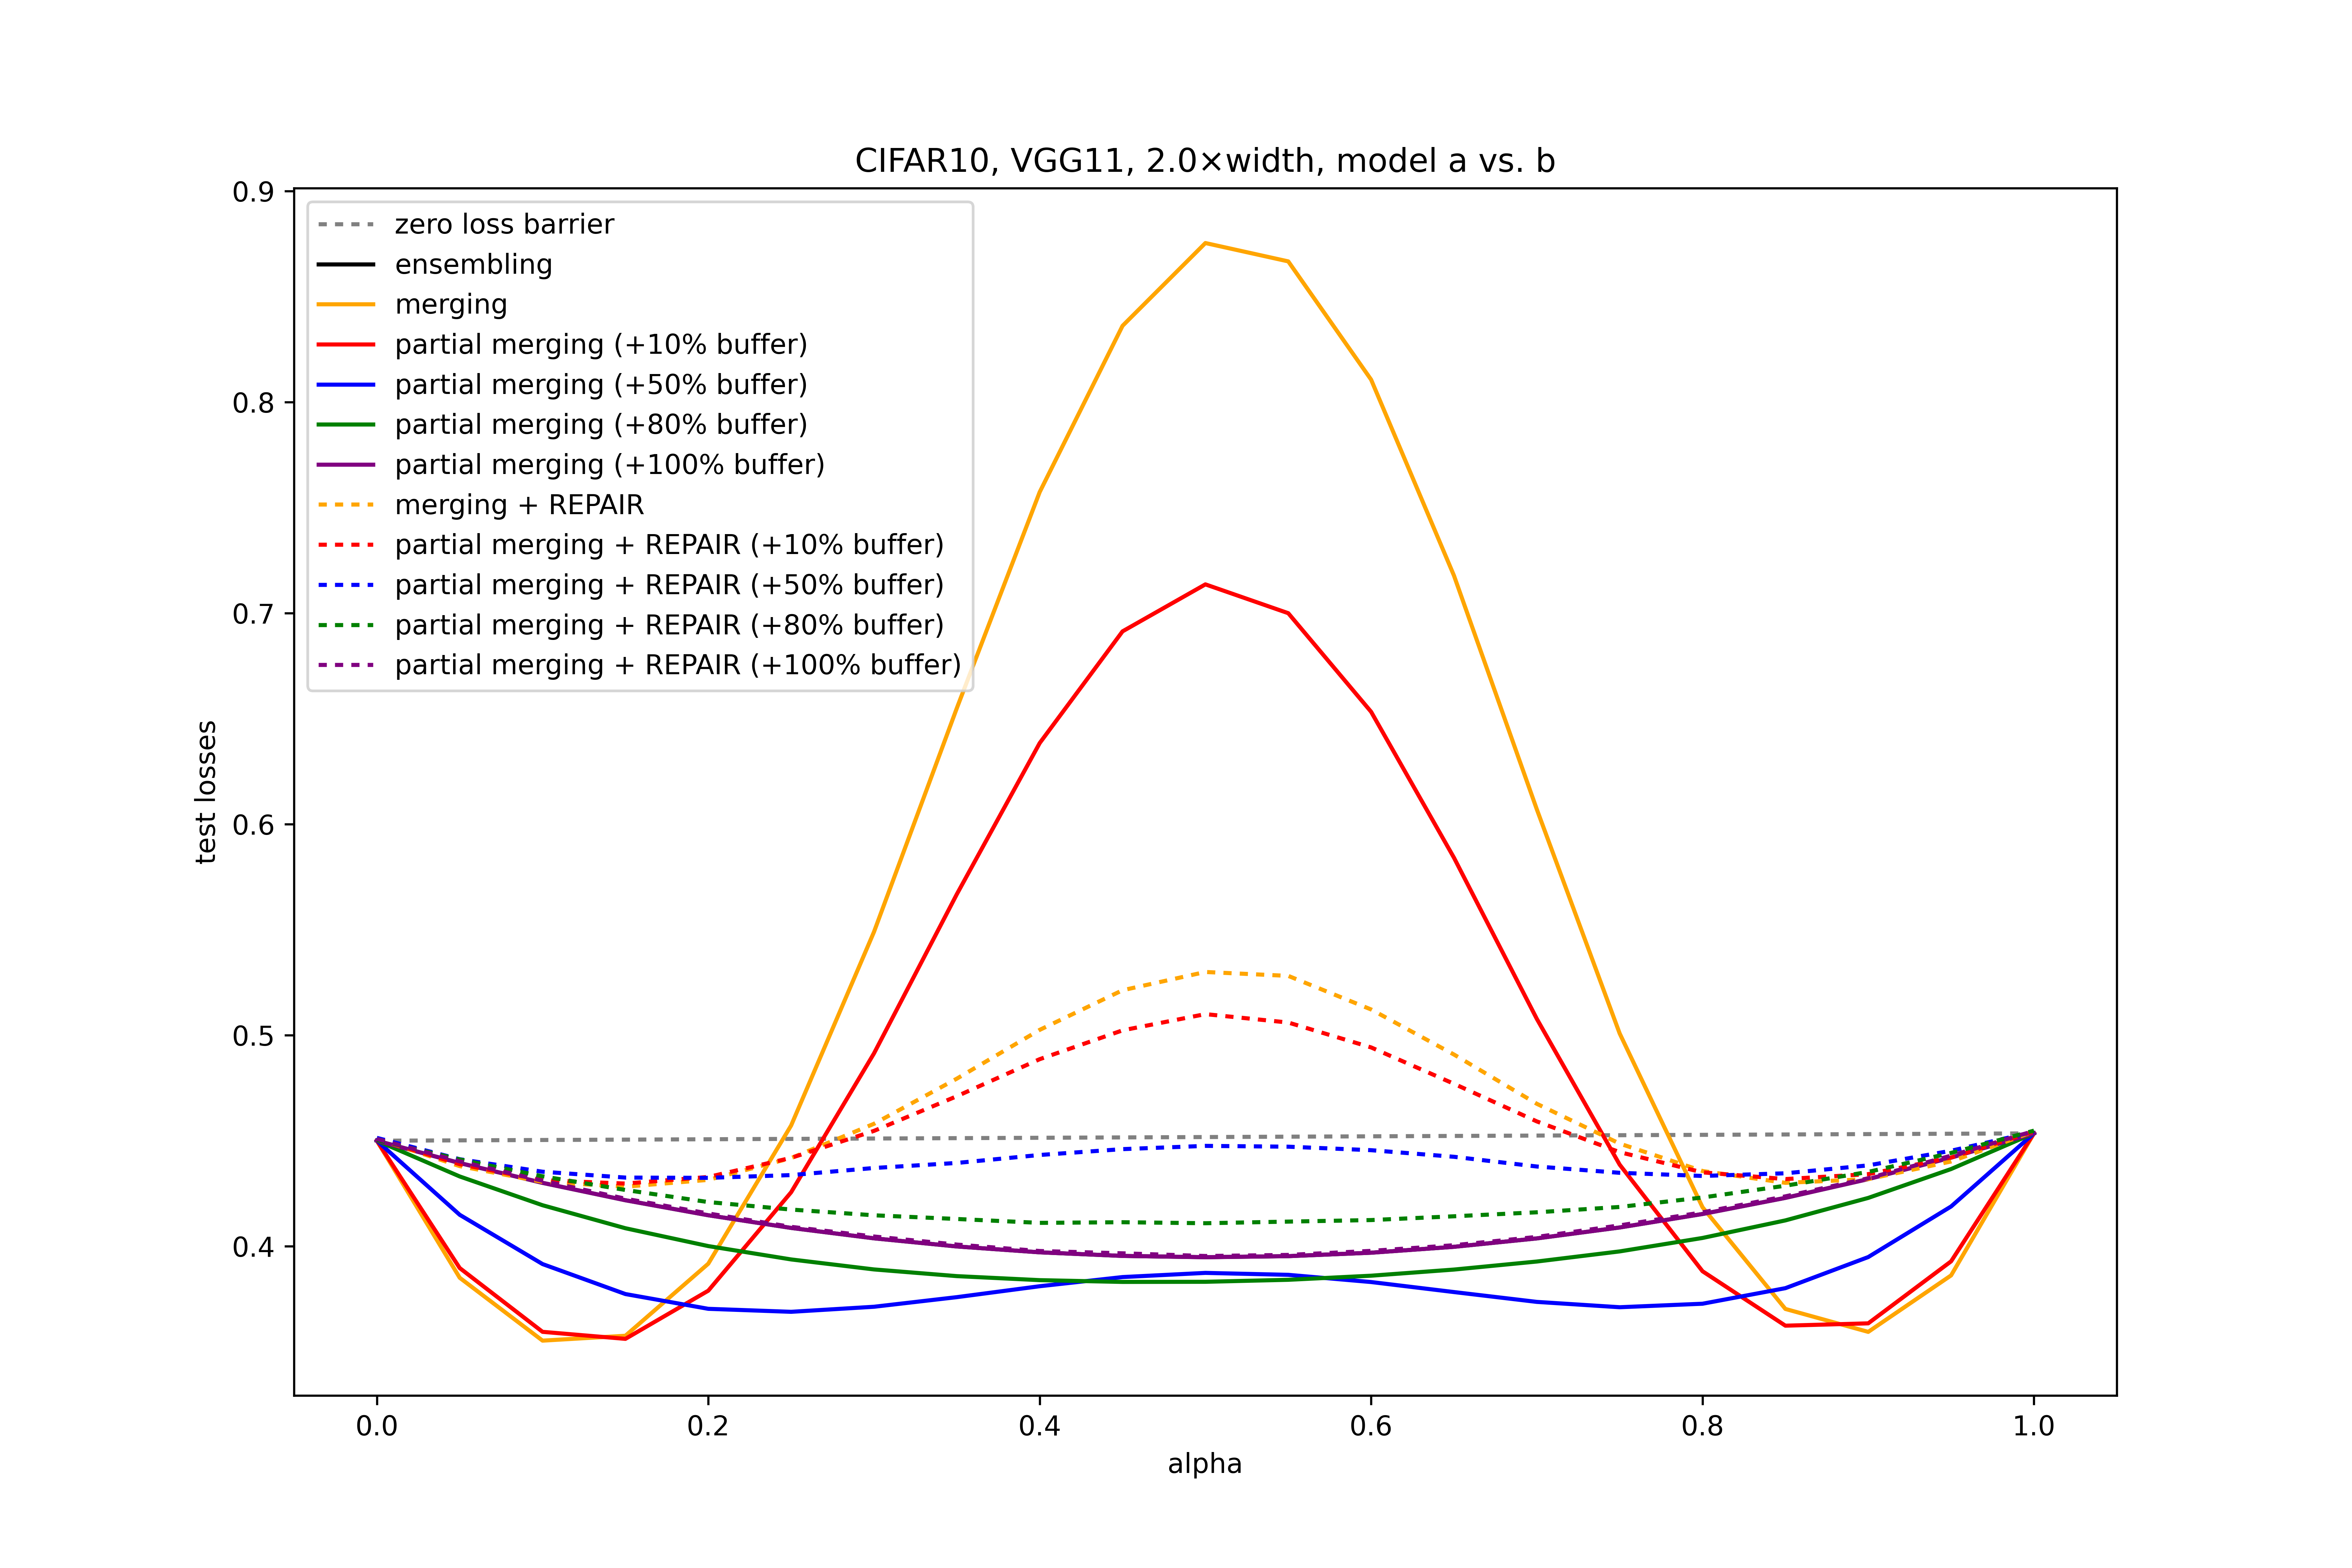 CIFAR10, VGG11, 2.0×width, model a vs. b
0.9
0.8
0.7
0.6
0.5
0.4
test losses
zero loss barrier
ensembling
merging
partial merging (+10% buffer)
partial merging (+50% buffer)
partial merging (+80% buffer)
partial merging (+100% buffer)
merging + REPAIR
partial merging + REPAIR (+10% buffer)
partial merging + REPAIR (+50% buffer)
partial merging + REPAIR (+80% buffer)
partial merging + REPAIR (+100% buffer)
0.0 0.2 0.4 0.6 0.8 1.0
alpha